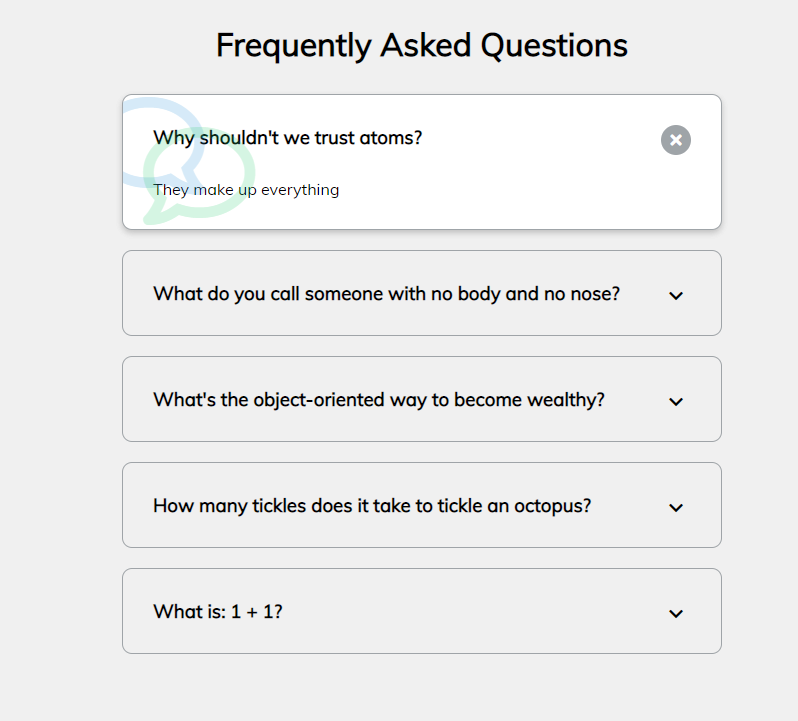 Frequently Asked Questions
Why shouldn't we trust atoms?
They make up everything
What do you call someone with no body and no nose?
What's the object-oriented way to become wealthy?
How many tickles does it take to tickle an octopus?
What is: 1 + 1?